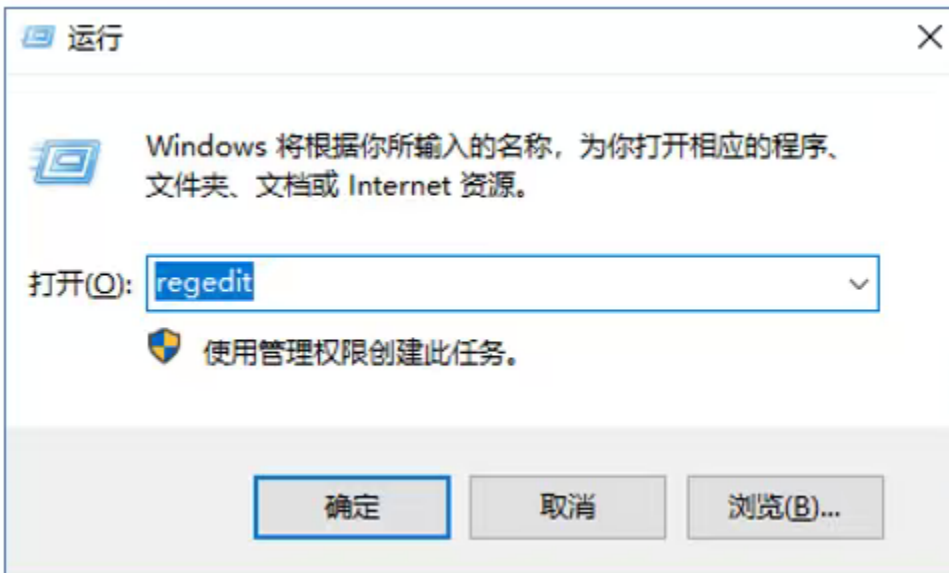 运行
Windows 将根据你所输入的名称，为你打开相应的程序、
文件夹、文档或 Internet 资源。
打开(O): regedit
使用管理权限创建此任务。
确定 取消 浏览(B)...